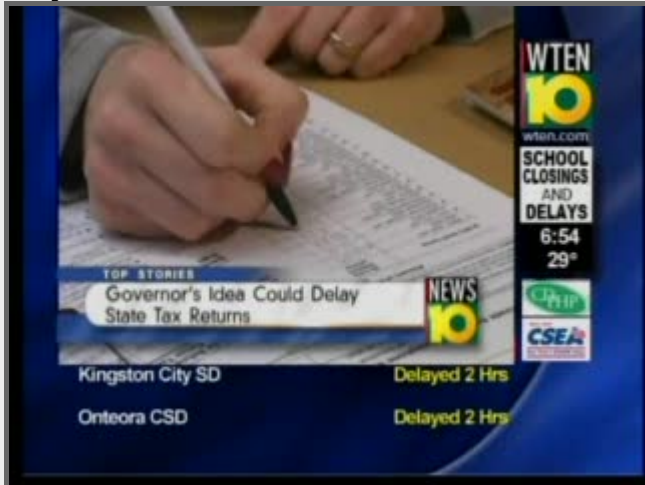 WTEN
10
wten.com
SCHOOL
CLOSINGS
AND
DELAYS
6:54
29°
CDPHP
CSEA
TOP STORIES
Governor's Idea Could Delay
State Tax Returns
NEWS
10
Kingston City SD Delayed 2 Hrs
Onteora CSD Delayed 2 Hrs